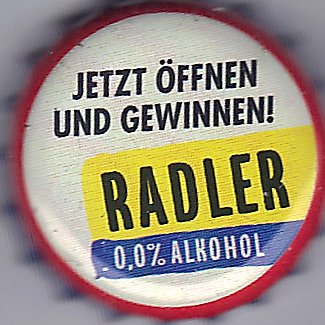 JETZT ÖFFNEN
UND GEWINNEN!
RADLER
0,0% ALKOHOL